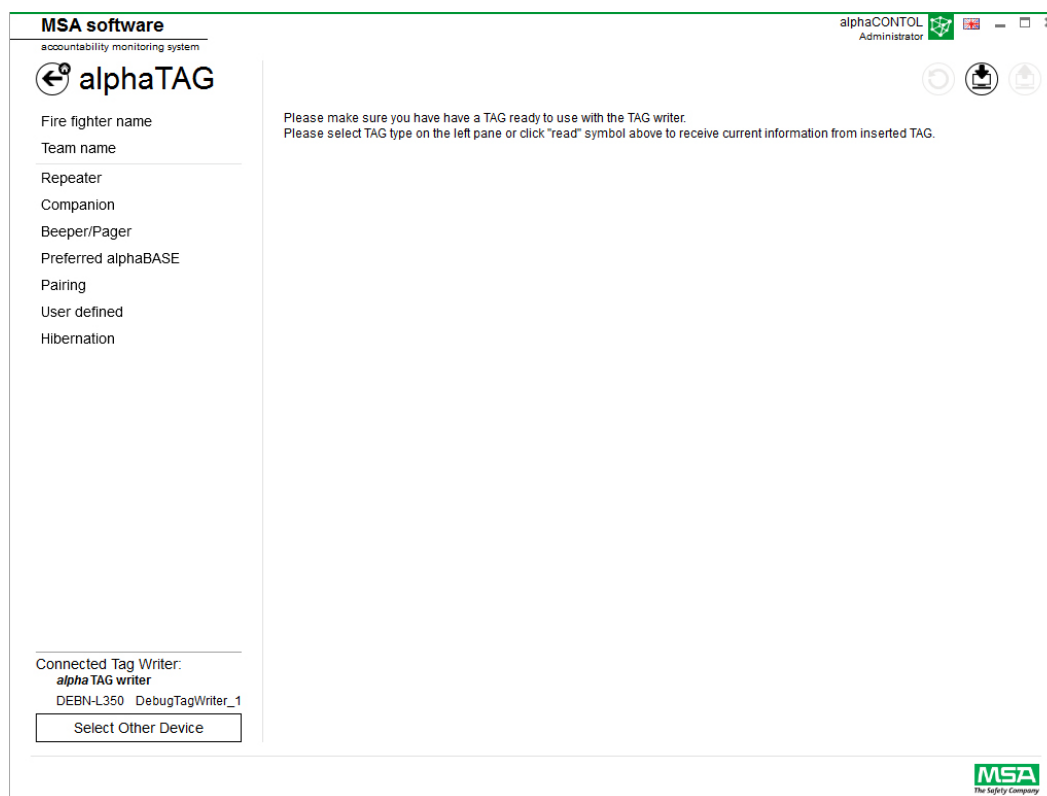 MSA software
accountability monitoring system
alphaCONTOL
Administrator
alphaTAG
Fire fighter name
Team name
Repeater
Companion
Beeper/Pager
Preferred alphaBASE
Pairing
User defined
Hibernation
Please make sure you have have a TAG ready to use with the TAG writer.
Please select TAG type on the left pane or click "read" symbol above to receive current information from inserted TAG.
Connected Tag Writer:
alpha TAG writer
DEBN-L350 DebugTagWriter_1
Select Other Device
MSA
The Safety Company